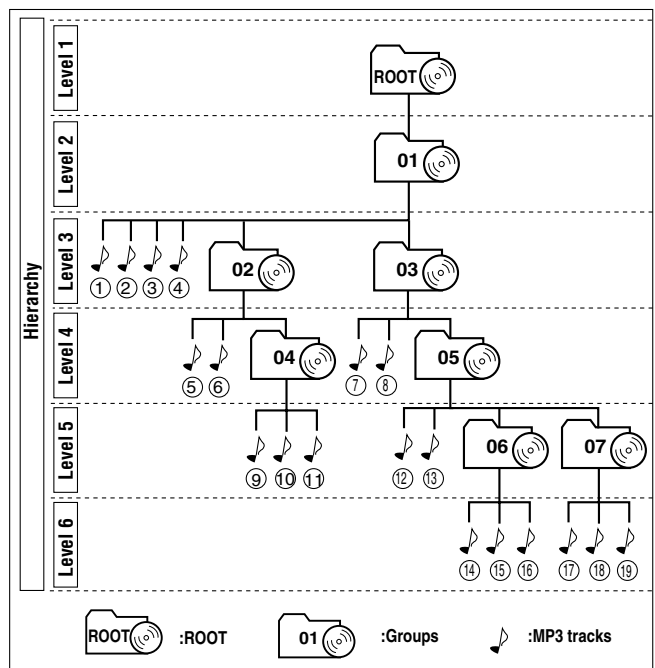 Hierarchy
Level 1
ROOT
Level 2
01
Level 3
① ② ③ ④ 02 03
Level 4
⑤ ⑥ 04 ⑦ ⑧ 05
Level 5
⑨ ⑩ ⑪ ⑫ ⑬ 06 07
Level 6
⑭ ⑮ ⑯ ⑰ ⑱ ⑲
ROOT :ROOT 01 :Groups :MP3 tracks